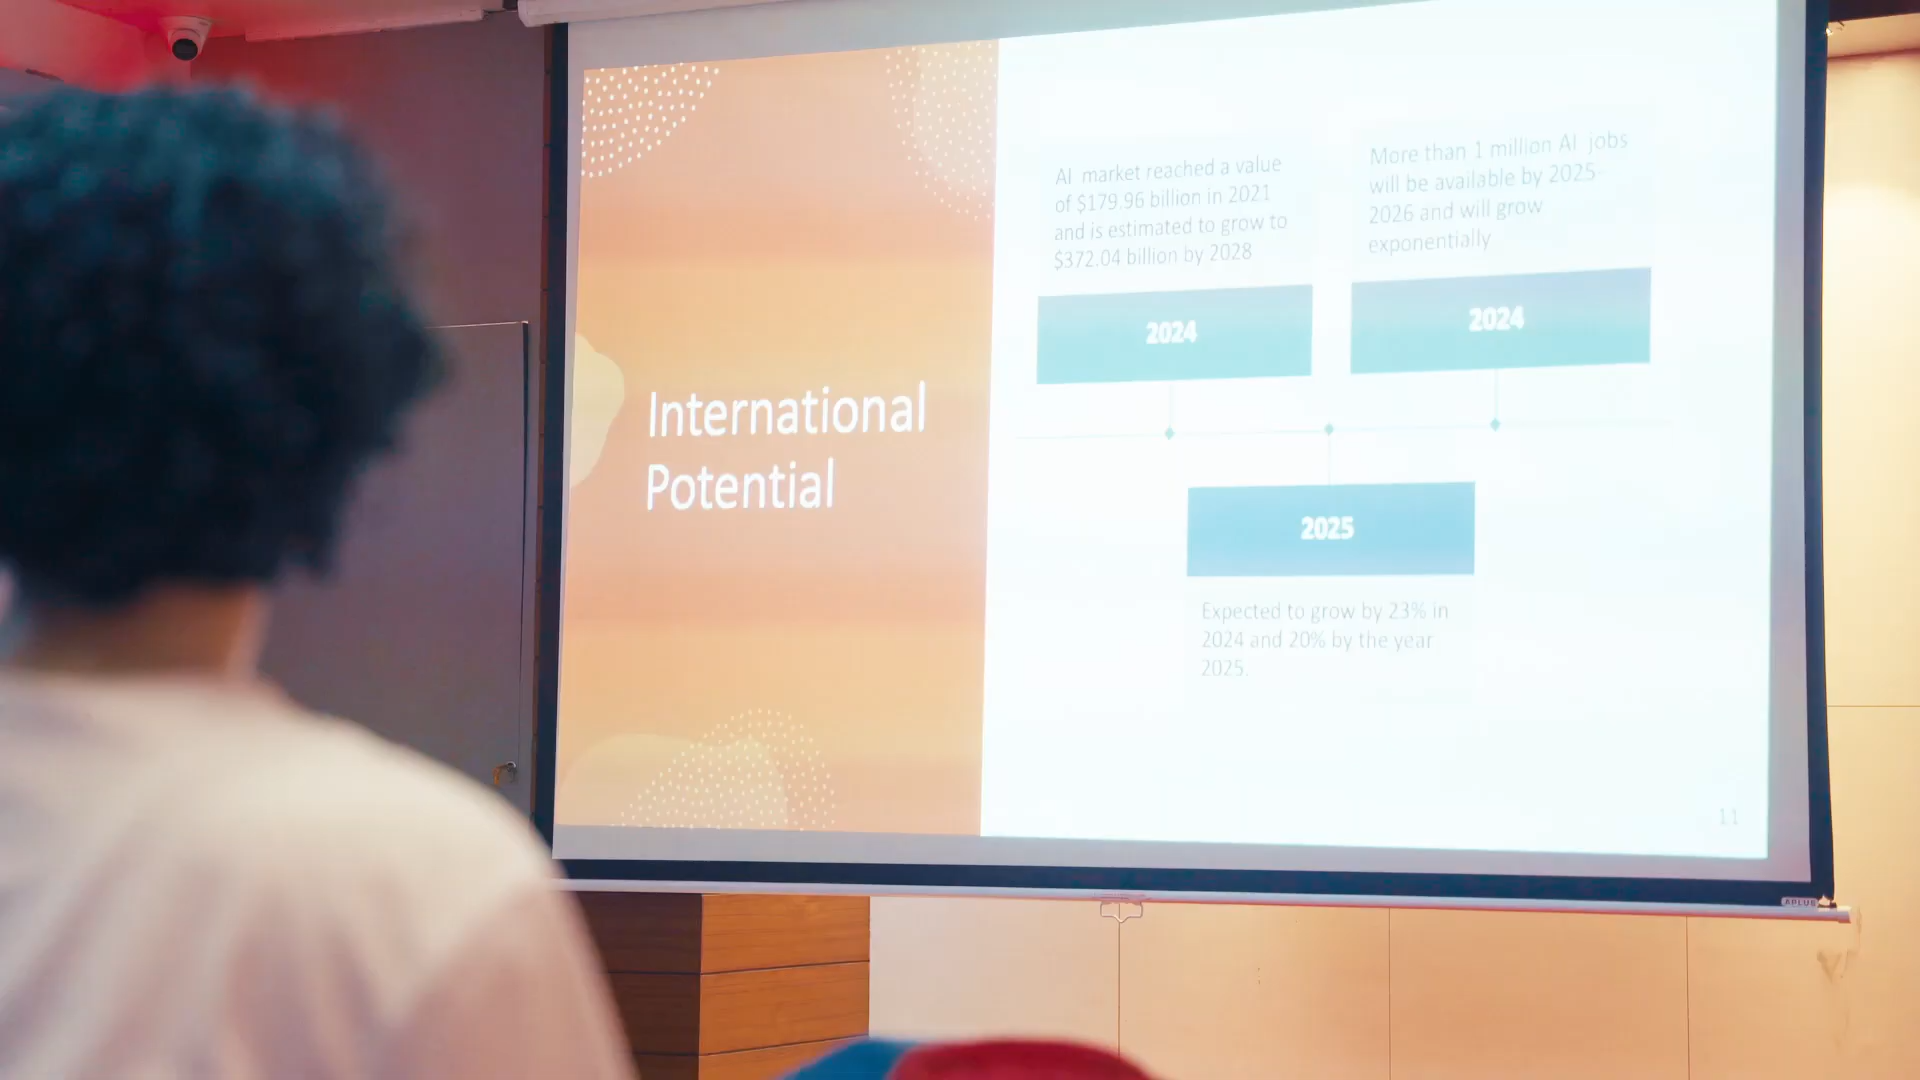 International
Potential
AI market reached a value
of $179.96 billion in 2021
and is estimated to grow to
$372.04 billion by 2028
2024
More than 1 million AI jobs
will be available by 2025-
2026 and will grow
exponentially
2024
2025
Expected to grow by 23% in
2024 and 20% by the year
2025.
11
APLUS